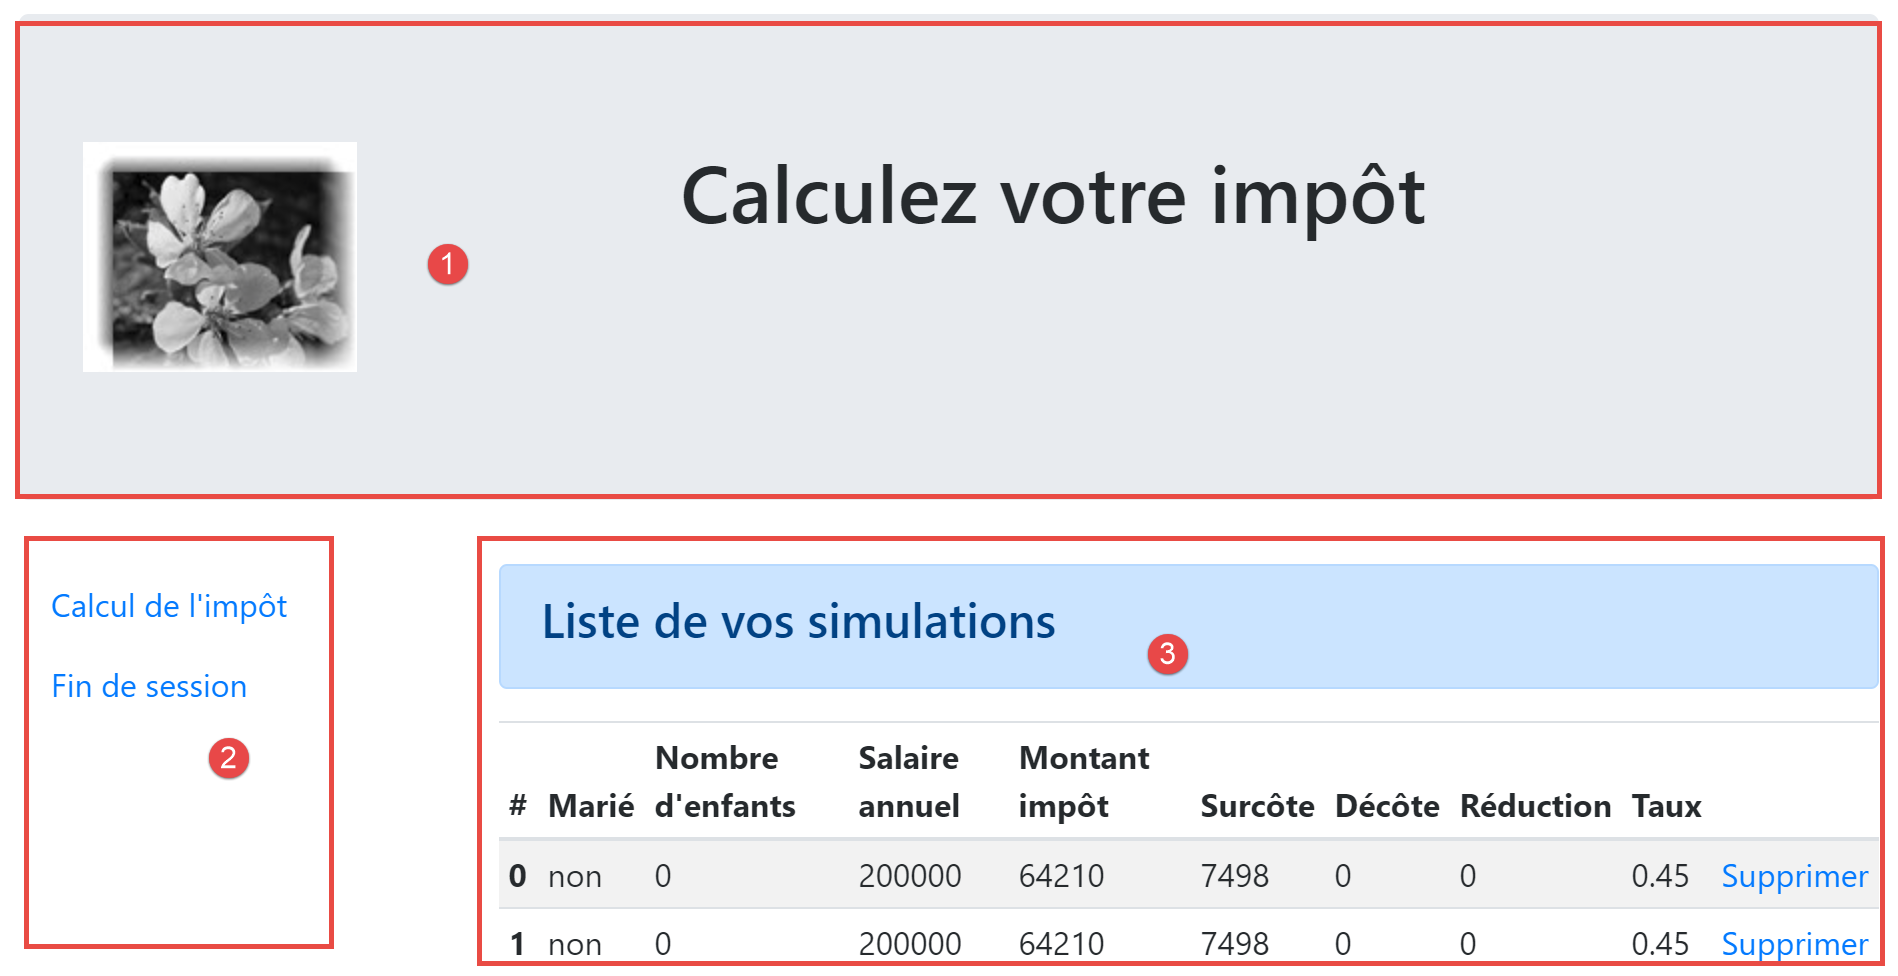 Calculez votre impôt
1
Calcul de l'impôt
Fin de session
2
Liste de vos simulations
3
# Marié Nombre d'enfants Salaire annuel Montant impôt Surcôte Décôte Réduction Taux
0 non 0 200000 64210 7498 0 0 0.45 Supprimer
1 non 0 200000 64210 7498 0 0 0.45 Supprimer